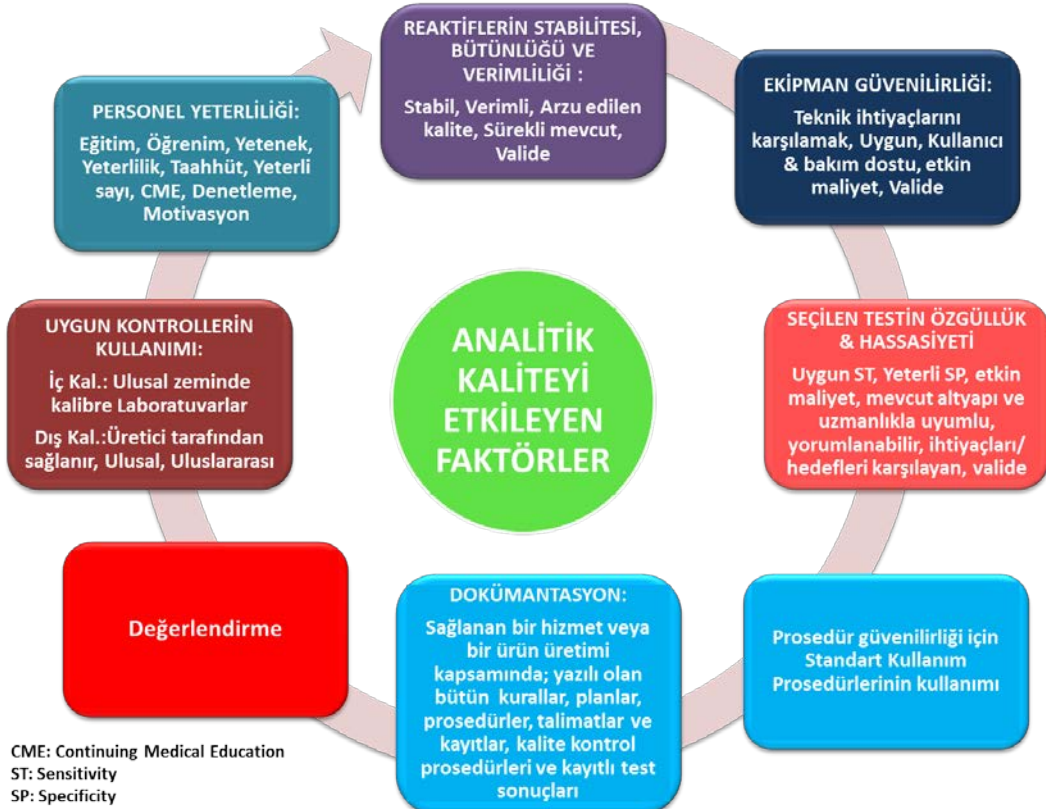 REAKTİFLERİN STABİLİTESİ,
BÜTÜNLÜĞÜ VE
VERİMLİLİĞİ :
Stabil, Verimli, Arzu edilen
kalite, Sürekli mevcut,
Valide
EKİPMAN GÜVENİLİRLİĞİ:
Teknik ihtiyaçlarını
karşılamak, Uygun, Kullanıcı
& bakım dostu, etkin
maliyet, Valide
SEÇİLEN TESTİN ÖZGÜLLÜK
& HASSASİYETİ
Uygun ST, Yeterli SP, etkin
maliyet, mevcut altyapı ve
uzmanlıkla uyumlu,
yorumlanabilir, ihtiyaçları/
hedefleri karşılayan, valide
Prosedür güvenilirliği için
Standart Kullanım
Prosedürlerinin kullanımı
DOKÜMANTASYON:
Sağlanan bir hizmet veya
bir ürün üretimi
kapsamında; yazılı olan
bütün kurallar, planlar,
prosedürler, talimatlar ve
kayıtlar, kalite kontrol
prosedürleri ve kayıtlı test
sonuçları
Değerlendirme
UYGUN KONTROLLERİN
KULLANIMI:
İç Kal.: Ulusal zeminde
kalibre Laboratuvarlar
Dış Kal.:Üretici tarafından
sağlanır, Ulusal, Uluslararası
PERSONEL YETERLİLİĞİ:
Eğitim, Öğrenim, Yetenek,
Yeterlilik, Taahhüt, Yeterli
sayı, CME, Denetleme,
Motivasyon
ANALİTİK
KALİTEYİ
ETKİLEYEN
FAKTÖRLER
CME: Continuing Medical Education
ST: Sensitivity
SP: Specificity